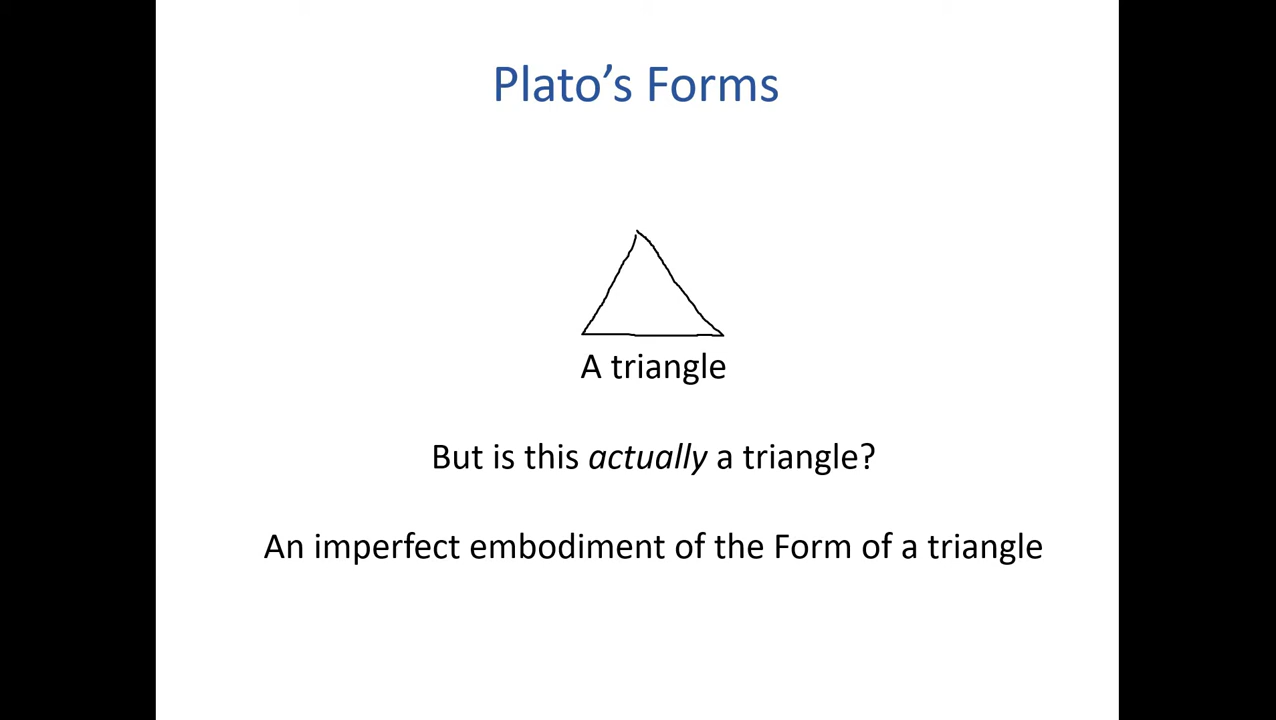 Plato’s Forms
A triangle
But is this actually a triangle?
An imperfect embodiment of the Form of a triangle